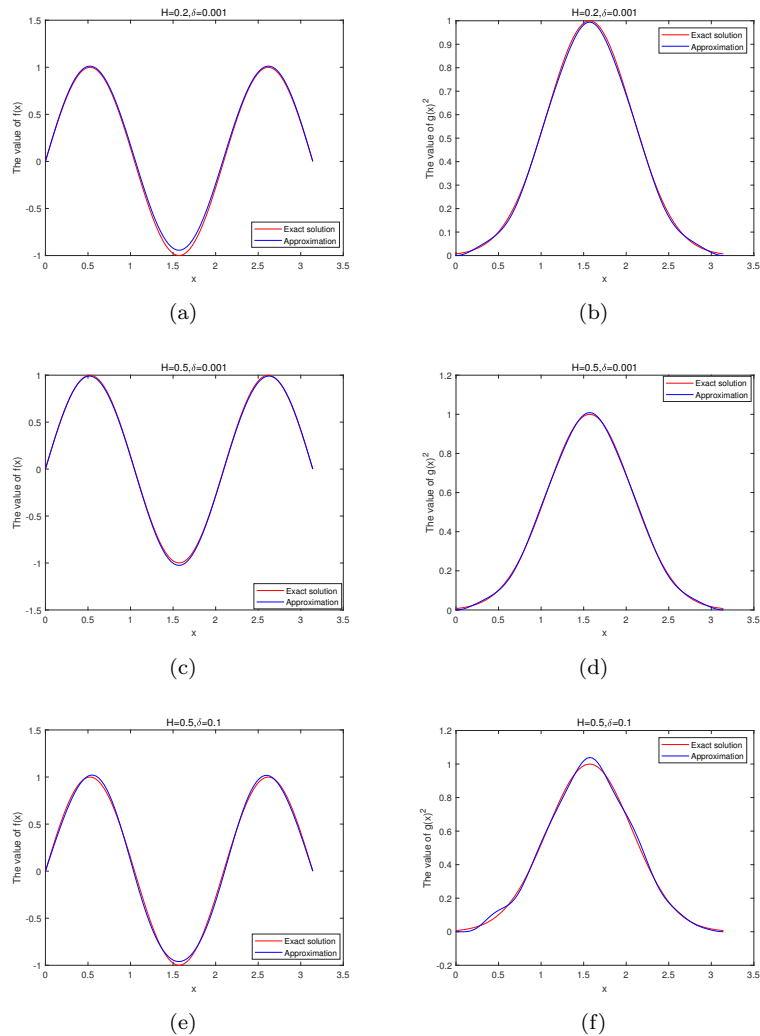 H=0.2,δ=0.001
1.5
1
0.5
0
-0.5
-1
The value of f(x)
Exact solution
Approximation
0 0.5 1 1.5 2 2.5 3 3.5
x
(a)
H=0.2,δ=0.001
1
0.9
0.8
0.7
0.6
0.5
0.4
0.3
0.2
0.1
0
The value of g(x)²
Exact solution
Approximation
0 0.5 1 1.5 2 2.5 3 3.5
x
(b)
H=0.5,δ=0.001
1
0.5
0
-0.5
-1
-1.5
The value of f(x)
Exact solution
Approximation
0 0.5 1 1.5 2 2.5 3 3.5
x
(c)
H=0.5,δ=0.001
1.2
1
0.8
0.6
0.4
0.2
0
The value of g(x)²
Exact solution
Approximation
0 0.5 1 1.5 2 2.5 3 3.5
x
(d)
H=0.5,δ=0.1
1.5
1
0.5
0
-0.5
-1
The value of f(x)
Exact solution
Approximation
0 0.5 1 1.5 2 2.5 3 3.5
x
(e)
H=0.5,δ=0.1
1.2
1
0.8
0.6
0.4
0.2
0
-0.2
The value of g(x)²
Exact solution
Approximation
0 0.5 1 1.5 2 2.5 3 3.5
x
(f)